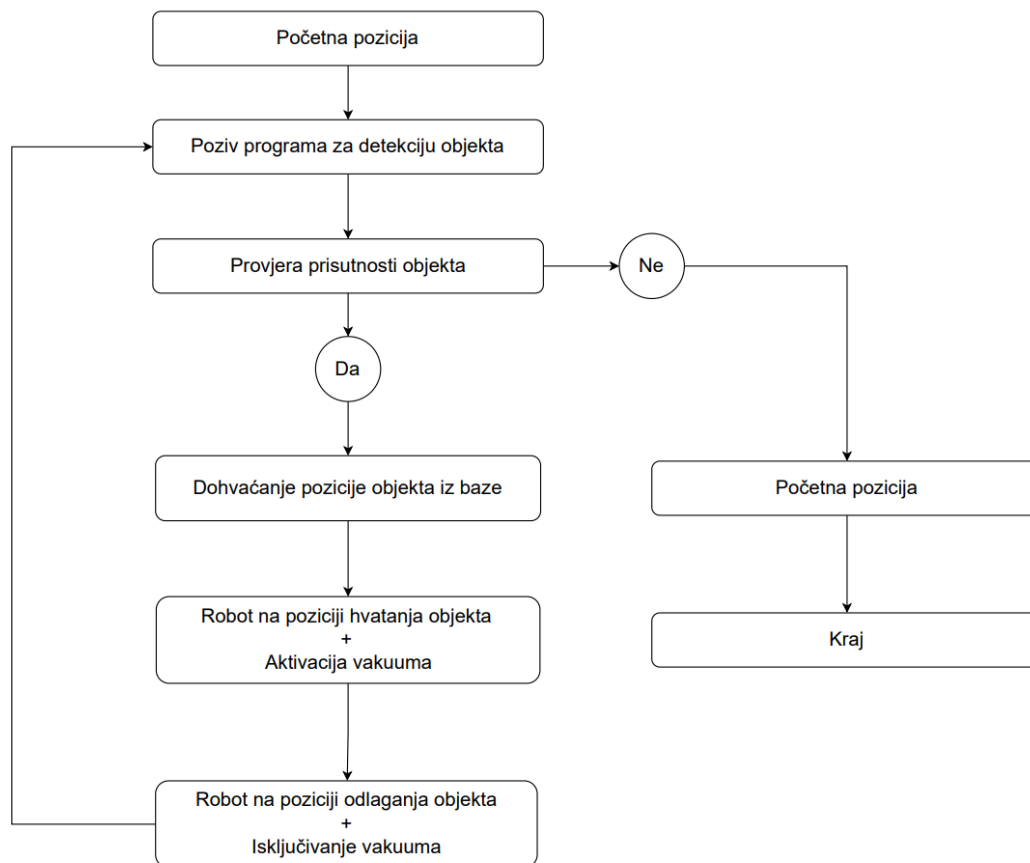 Početna pozicija
Poziv programa za detekciju objekta
Provjera prisutnosti objekta
Ne
Da
Dohvaćanje pozicije objekta iz baze
Početna pozicija
Robot na poziciji hvatanja objekta
+
Aktivacija vakuuma
Kraj
Robot na poziciji odlaganja objekta
+
Isključivanje vakuuma